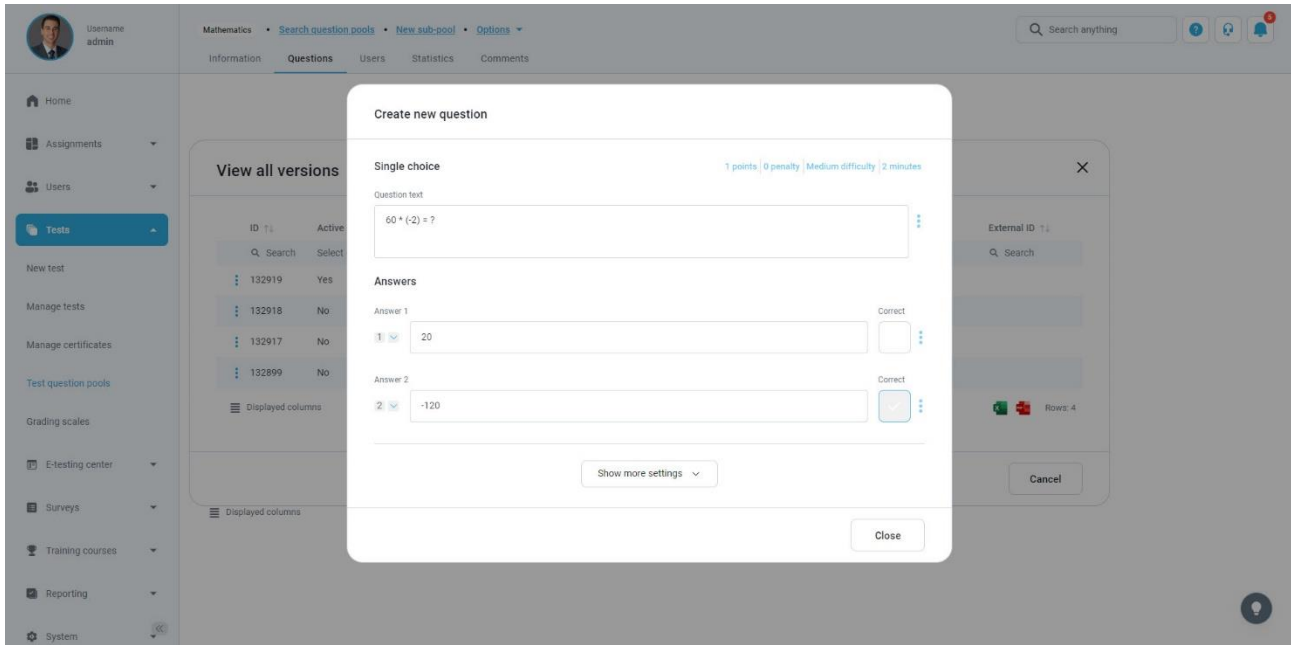 Username
admin
Mathematics • Search question pools • New sub-pool • Options
Search anything
5
Information Questions Users Statistics Comments
Home
Assignments
Users
Tests
New test
Manage tests
Manage certificates
Test question pools
Grading scales
E-testing center
Surveys
Training courses
Reporting
System
View all versions
ID Active External ID
Search Select Search
132919 Yes
132918 No
132917 No
132899 No
Displayed columns Rows: 4
Cancel
Displayed columns
Create new question
Single choice 1 points 0 penalty Medium difficulty 2 minutes
Question text
60 * (-2) = ?
Answers
Answer 1 Correct
1 20
Answer 2 Correct
2 -120
Show more settings
Close